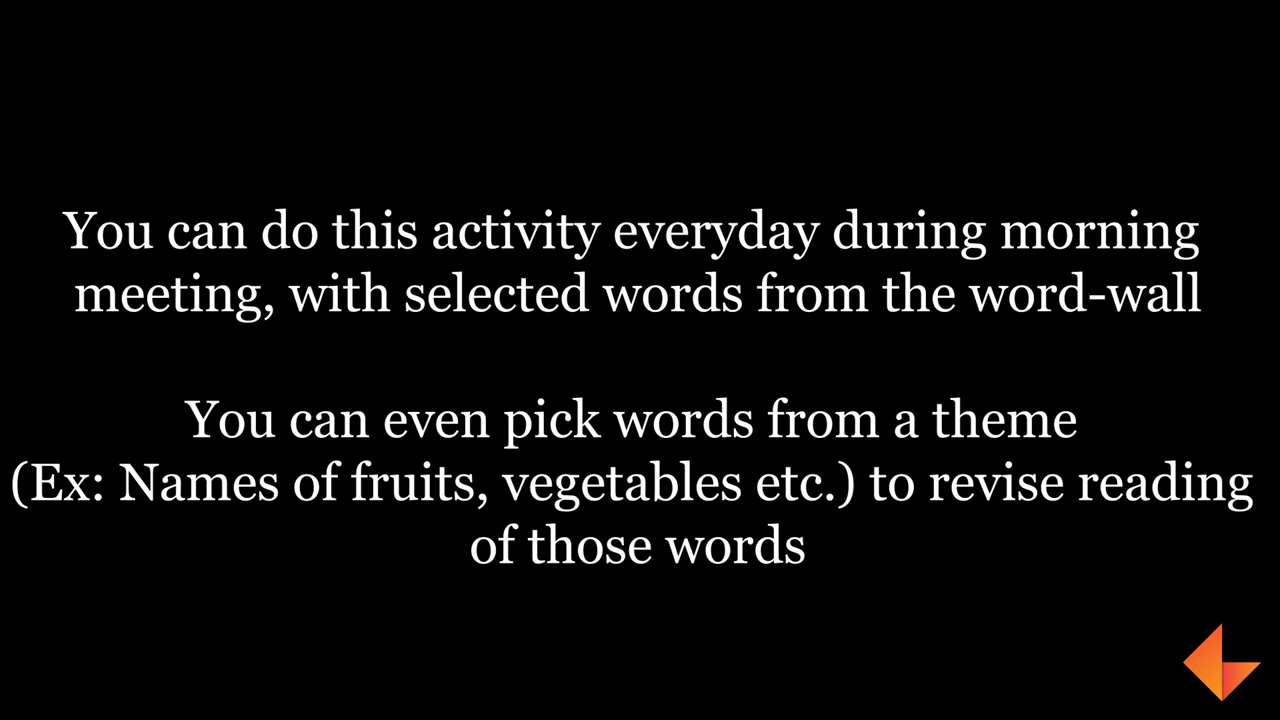 You can do this activity everyday during morning
meeting, with selected words from the word-wall
You can even pick words from a theme
(Ex: Names of fruits, vegetables etc.) to revise reading
of those words